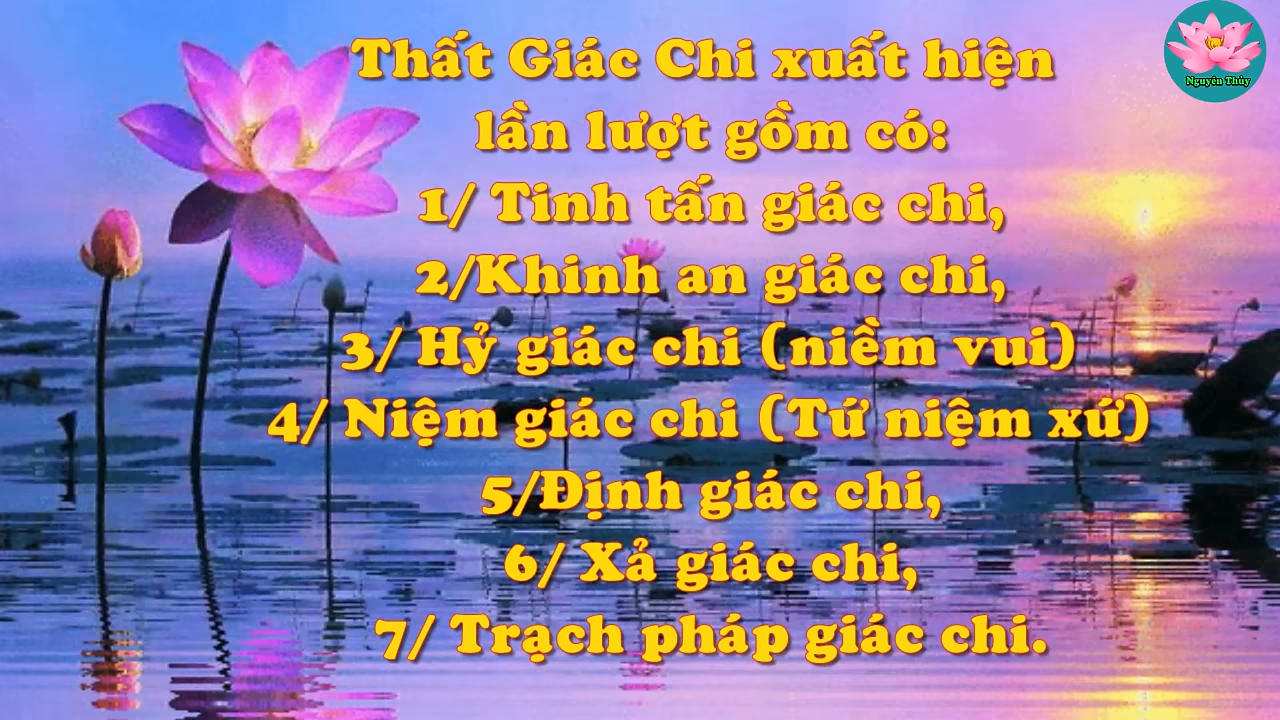 Nguyên Thủy
Thất Giác Chi xuất hiện
lần lượt gồm có:
1/ Tinh tấn giác chi,
2/Khinh an giác chi,
3/ Hỷ giác chi (niềm vui)
4/ Niệm giác chi (Tứ niệm xứ)
5/Định giác chi,
6/ Xả giác chi,
7/ Trạch pháp giác chi.